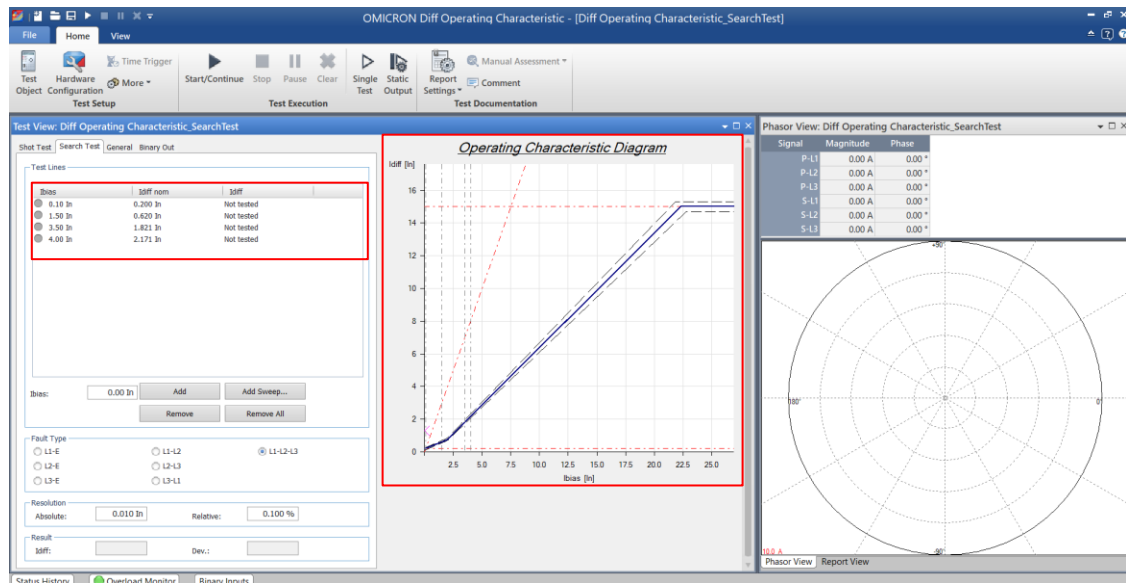 OMICRON Diff Operating Characteristic - [Diff Operating Characteristic_SearchTest]
File Home View
Test Object
Hardware Configuration
Time Trigger
More
Test Setup
Start/Continue Stop Pause Clear
Test Execution
Single Test
Static Output
Report Settings
Manual Assessment
Comment
Test Documentation
Test View: Diff Operating Characteristic_SearchTest
Shot Test Search Test General Binary Out
Test Lines
Ibias Idiff nom Idiff
0.10 In 0.200 In Not tested
1.50 In 0.620 In Not tested
3.50 In 1.821 In Not tested
4.00 In 2.171 In Not tested
Ibias: 0.00 In Add Add Sweep...
Remove Remove All
Fault Type
L1-E L1-L2 L1-L2-L3
L2-E L2-L3
L3-E L3-L1
Resolution
Absolute: 0.010 In Relative: 0.100 %
Result
Idiff: Dev.:
Operating Characteristic Diagram
Idiff [In]
16
14
12
10
8
6
4
2
0
2.5 5.0 7.5 10.0 12.5 15.0 17.5 20.0 22.5 25.0
Ibias [In]
Phasor View: Diff Operating Characteristic_SearchTest
Signal Magnitude Phase
P-L1 0.00 A 0.00 °
P-L2 0.00 A 0.00 °
P-L3 0.00 A 0.00 °
S-L1 0.00 A 0.00 °
S-L2 0.00 A 0.00 °
S-L3 0.00 A 0.00 °
+90°
180° 0°
-90°
10.0 A
Phasor View Report View
Status History Overload Monitor Binary Inputs